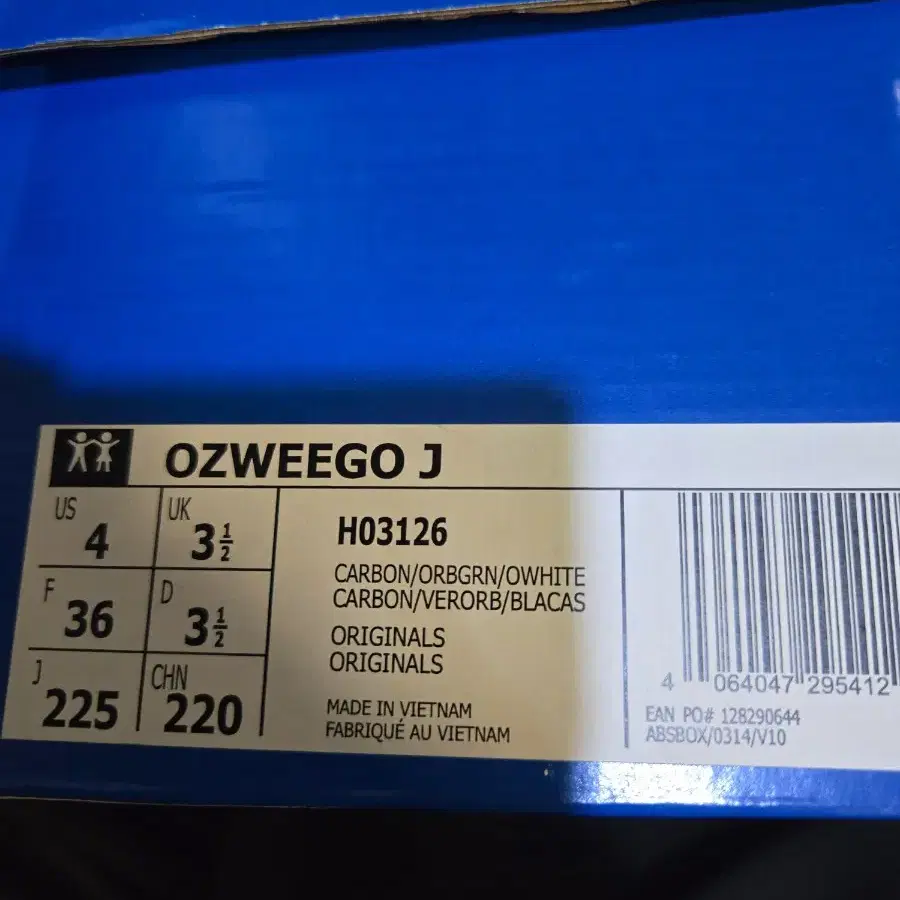 OZWEEGO J
US
4
UK
3 1/2
F
36
D
3 1/2
J
225
CHN
220
H03126
CARBON/ORBGRN/OWHITE
CARBON/VERORB/BLACAS
ORIGINALS
ORIGINALS
MADE IN VIETNAM
FABRIQUÉ AU VIETNAM
4 064047 295412
EAN PO# 128290644
ABSBOX/0314/V10